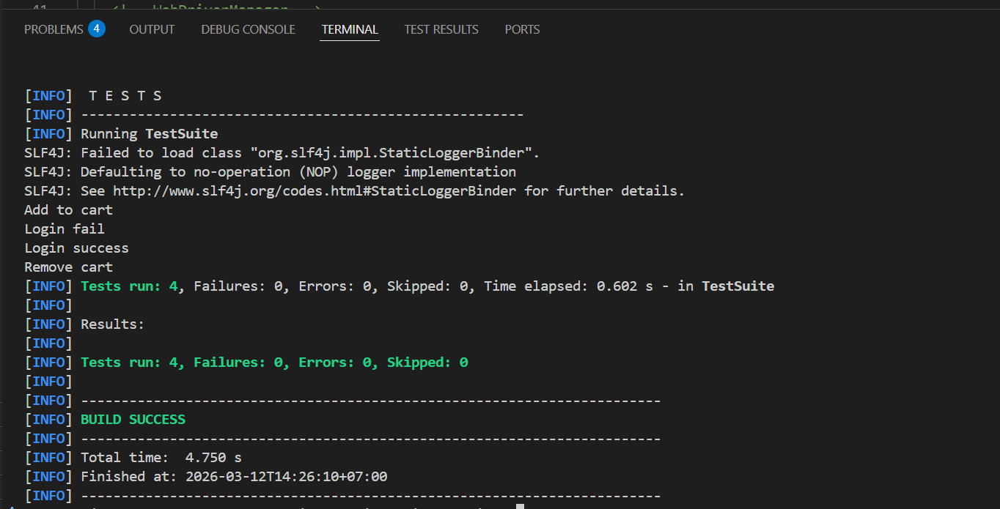 41 <!-- WebDriverManager -->
PROBLEMS 4 OUTPUT DEBUG CONSOLE TERMINAL TEST RESULTS PORTS
[INFO]  T E S T S
[INFO] -------------------------------------------------------
[INFO] Running TestSuite
SLF4J: Failed to load class "org.slf4j.impl.StaticLoggerBinder".
SLF4J: Defaulting to no-operation (NOP) logger implementation
SLF4J: See http://www.slf4j.org/codes.html#StaticLoggerBinder for further details.
Add to cart
Login fail
Login success
Remove cart
[INFO] Tests run: 4, Failures: 0, Errors: 0, Skipped: 0, Time elapsed: 0.602 s - in TestSuite
[INFO]
[INFO] Results:
[INFO]
[INFO] Tests run: 4, Failures: 0, Errors: 0, Skipped: 0
[INFO]
[INFO] ------------------------------------------------------------------------
[INFO] BUILD SUCCESS
[INFO] ------------------------------------------------------------------------
[INFO] Total time:  4.750 s
[INFO] Finished at: 2026-03-12T14:26:10+07:00
[INFO] ------------------------------------------------------------------------